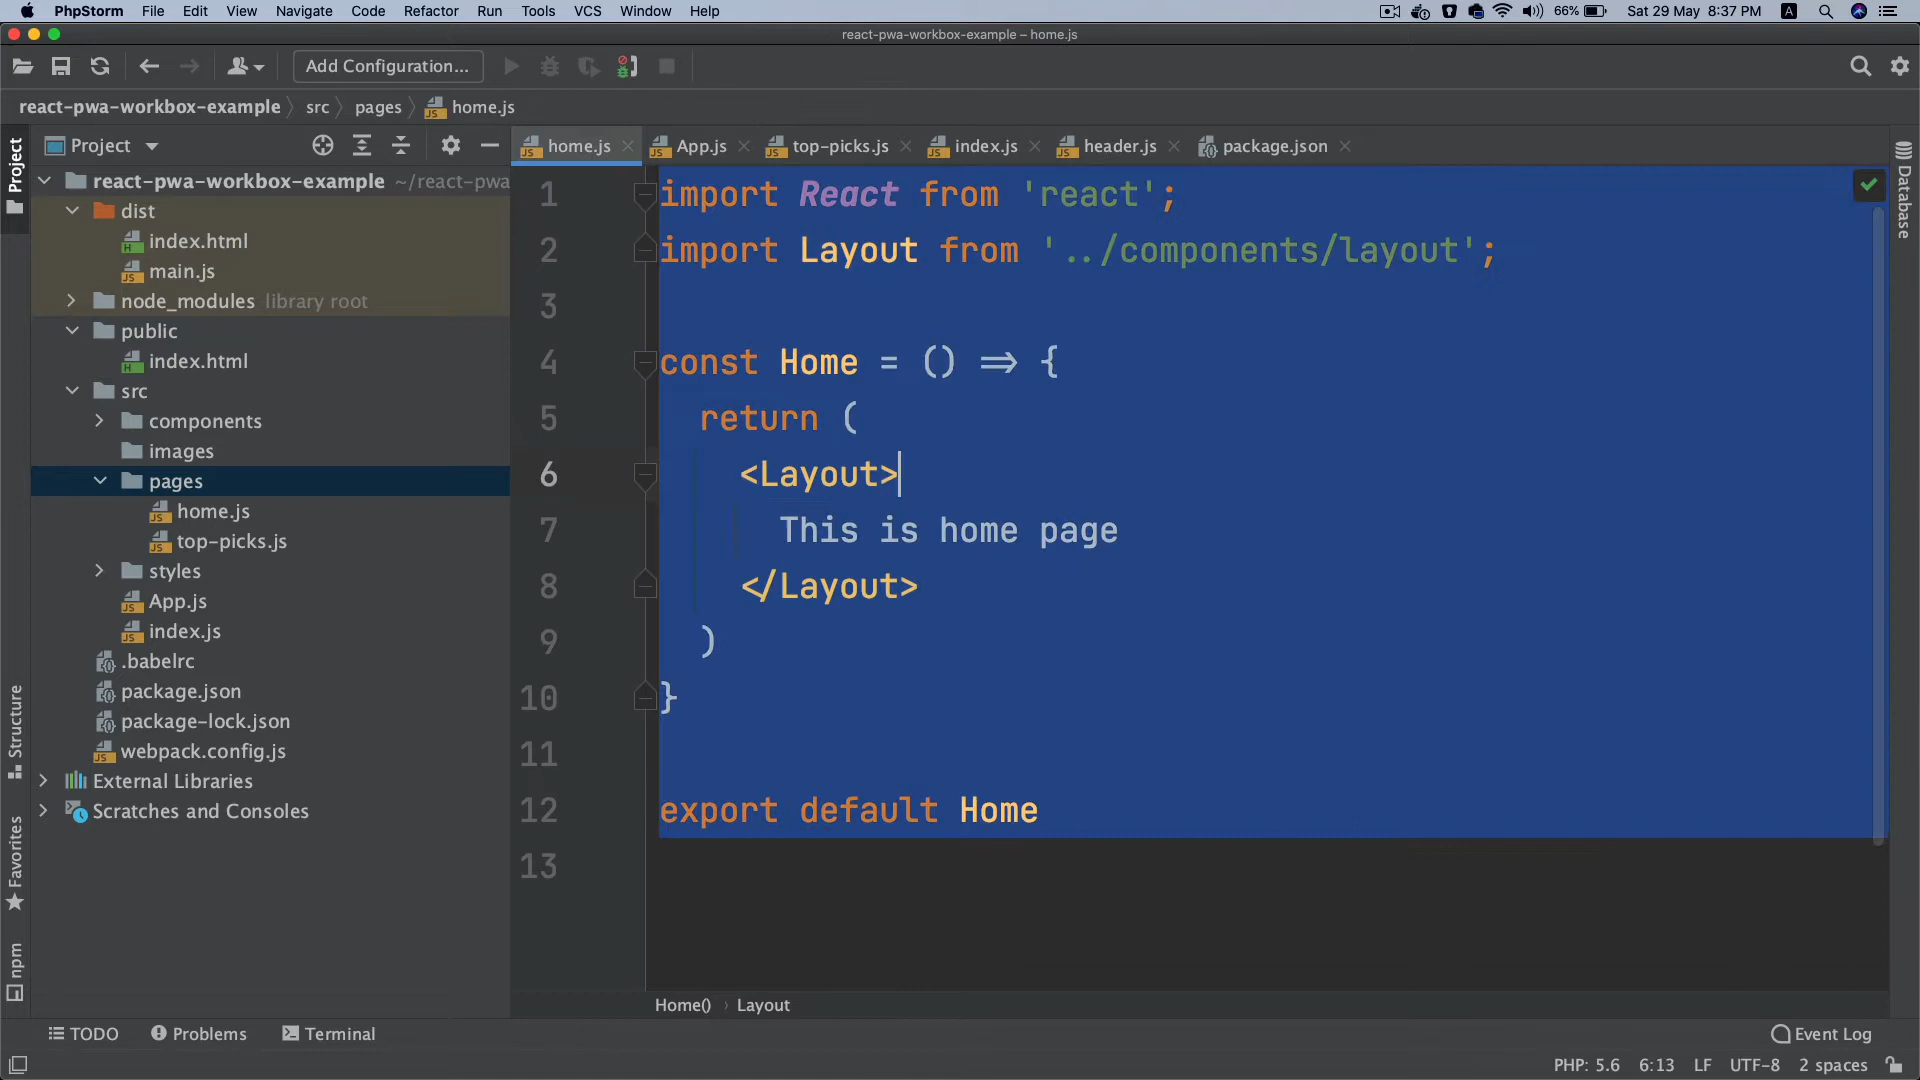 PhpStorm File Edit View Navigate Code Refactor Run Tools VCS Window Help 66% Sat 29 May 8:37 PM A
react-pwa-workbox-example – home.js
Add Configuration...
react-pwa-workbox-example src pages home.js
Project
home.js App.js top-picks.js index.js header.js package.json
Project
Structure
Favorites
npm
Database
react-pwa-workbox-example ~/react-pwa
dist
index.html
main.js
node_modules library root
public
index.html
src
components
images
pages
home.js
top-picks.js
styles
App.js
index.js
.babelrc
package.json
package-lock.json
webpack.config.js
External Libraries
Scratches and Consoles
1 import React from 'react';
2 import Layout from '../components/layout';
3
4 const Home = () => {
5 return (
6 <Layout>
7 This is home page
8 </Layout>
9 )
10 }
11
12 export default Home
13
Home() › Layout
TODO Problems Terminal Event Log
PHP: 5.6 6:13 LF UTF-8 2 spaces